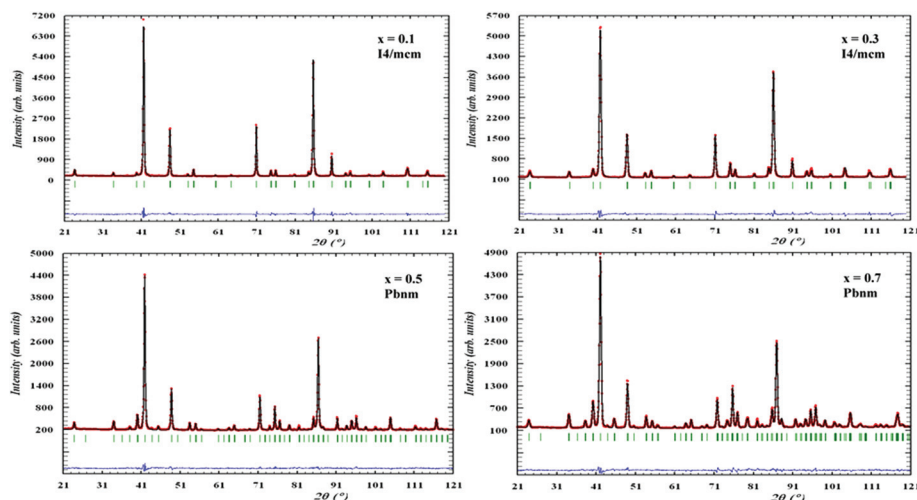 7200
6300
5400
4500
3600
2700
1800
900
0
Intensity (arb. units)
x = 0.1
I4/mcm
21 31 41 51 61 71 81 91 101 111 121
2θ (°)
5700
5000
4300
3600
2900
2200
1500
800
100
Intensity (arb. units)
x = 0.3
I4/mcm
21 31 41 51 61 71 81 91 101 111 121
2θ (°)
5000
4400
3800
3200
2600
2000
1400
800
200
Intensity (arb. units)
x = 0.5
Pbnm
21 31 41 51 61 71 81 91 101 111 121
2θ (°)
4900
4300
3700
3100
2500
1900
1300
700
100
Intensity (arb. units)
x = 0.7
Pbnm
21 31 41 51 61 71 81 91 101 111 121
2θ (°)